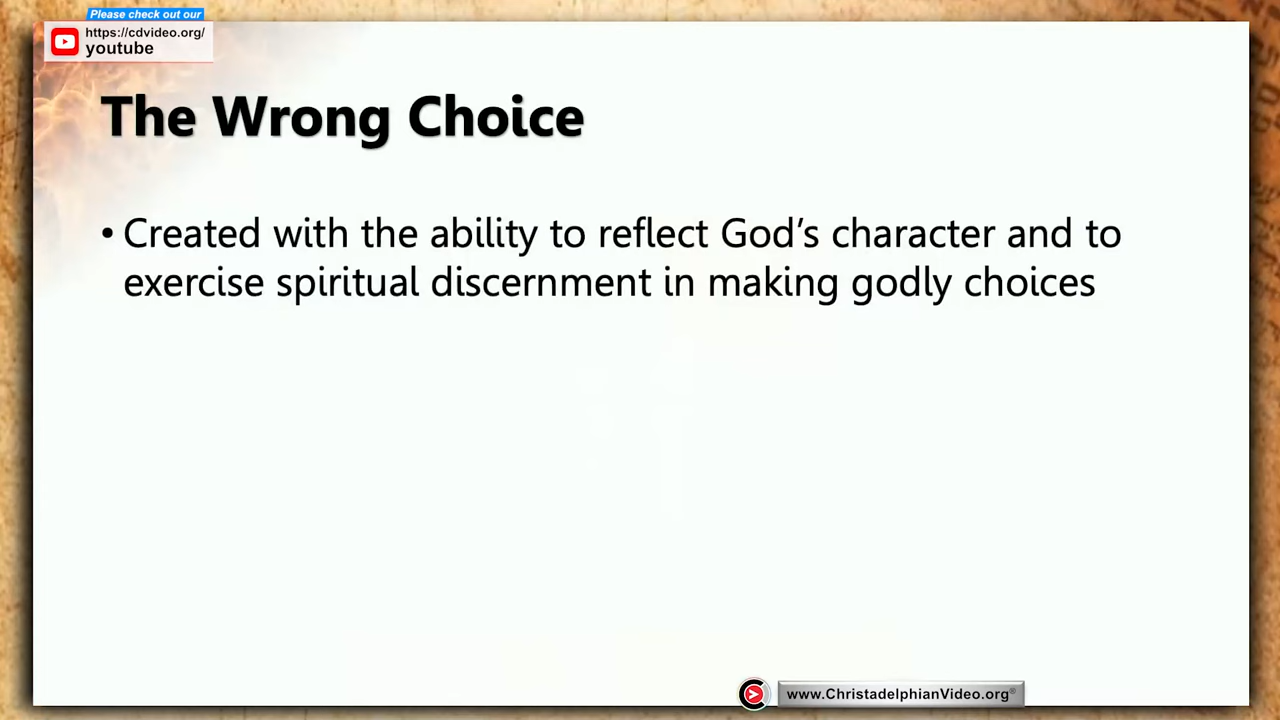 Please check out our
https://cdvideo.org/
youtube
The Wrong Choice
• Created with the ability to reflect God’s character and to
exercise spiritual discernment in making godly choices
www.ChristadelphianVideo.org®